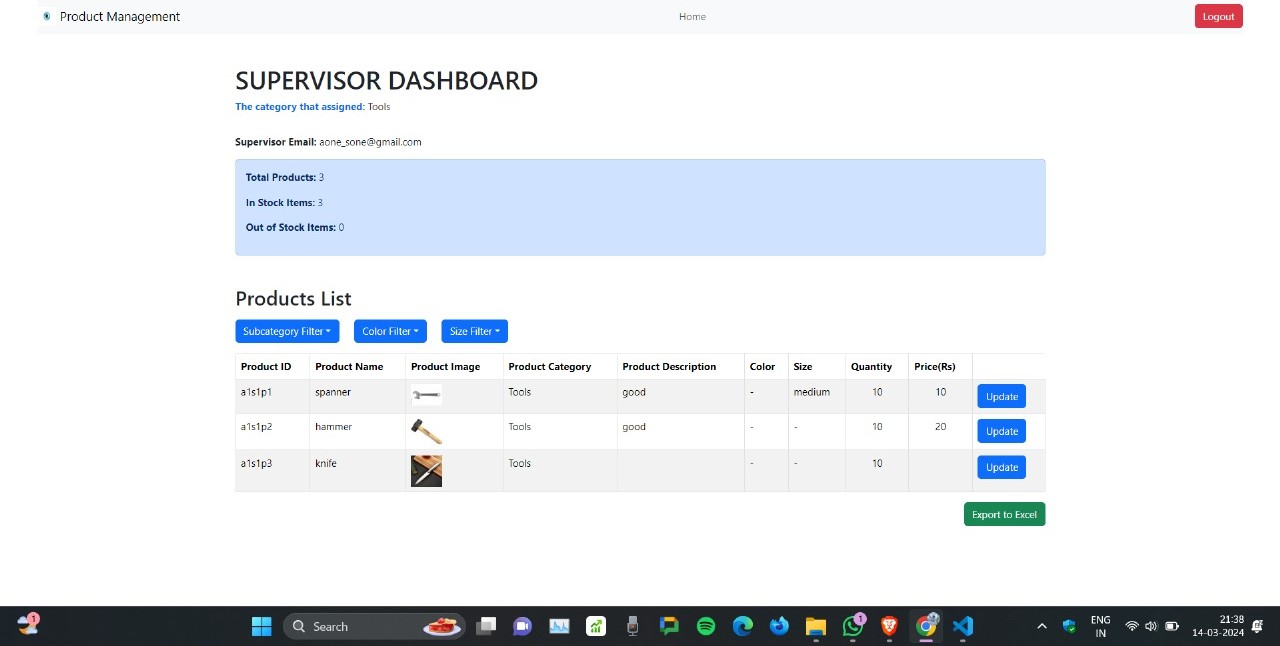 Product Management Home Logout
SUPERVISOR DASHBOARD
The category that assigned: Tools
Supervisor Email: aone_sone@gmail.com
Total Products: 3
In Stock Items: 3
Out of Stock Items: 0
Products List
Subcategory Filter Color Filter Size Filter
Product ID Product Name Product Image Product Category Product Description Color Size Quantity Price(Rs)
a1s1p1 spanner Tools good - medium 10 10 Update
a1s1p2 hammer Tools good - - 10 20 Update
a1s1p3 knife Tools - - 10 Update
Export to Excel
1 Search 1 ENG 21:38
IN 14-03-2024